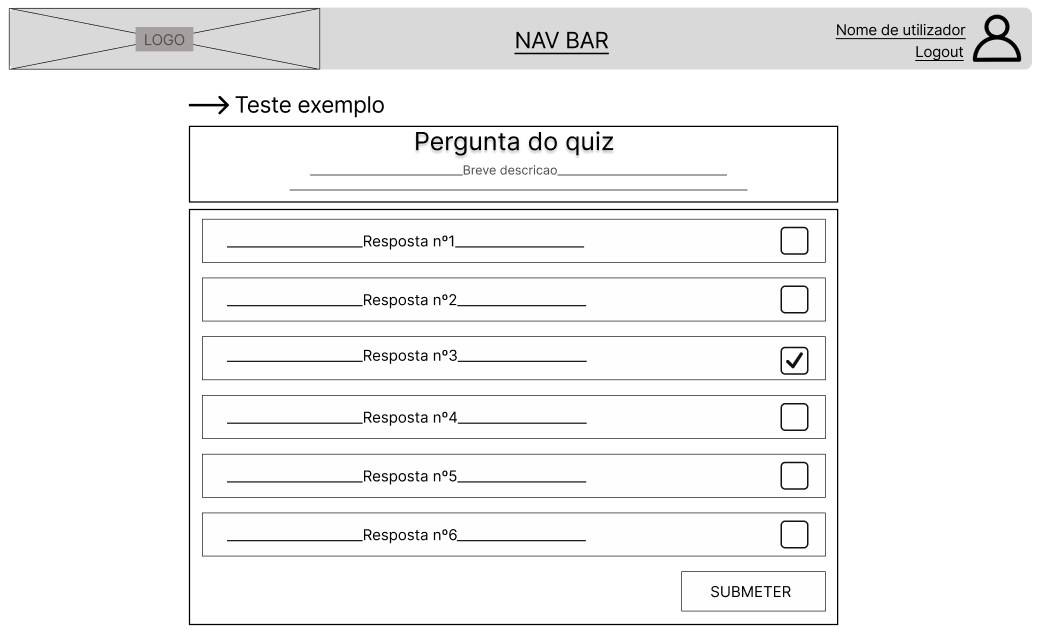 LOGO
NAV BAR
Nome de utilizador
Logout
Teste exemplo
Pergunta do quiz
Breve descricao
Resposta nº1
Resposta nº2
Resposta nº3
Resposta nº4
Resposta nº5
Resposta nº6
SUBMETER